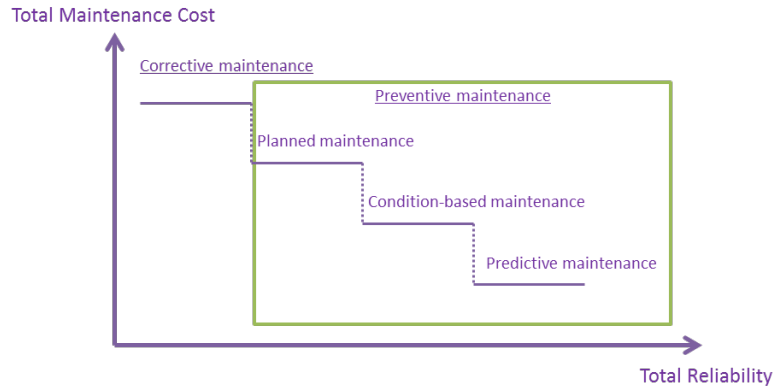 Total Maintenance Cost
Corrective maintenance
Preventive maintenance
Planned maintenance
Condition-based maintenance
Predictive maintenance
Total Reliability